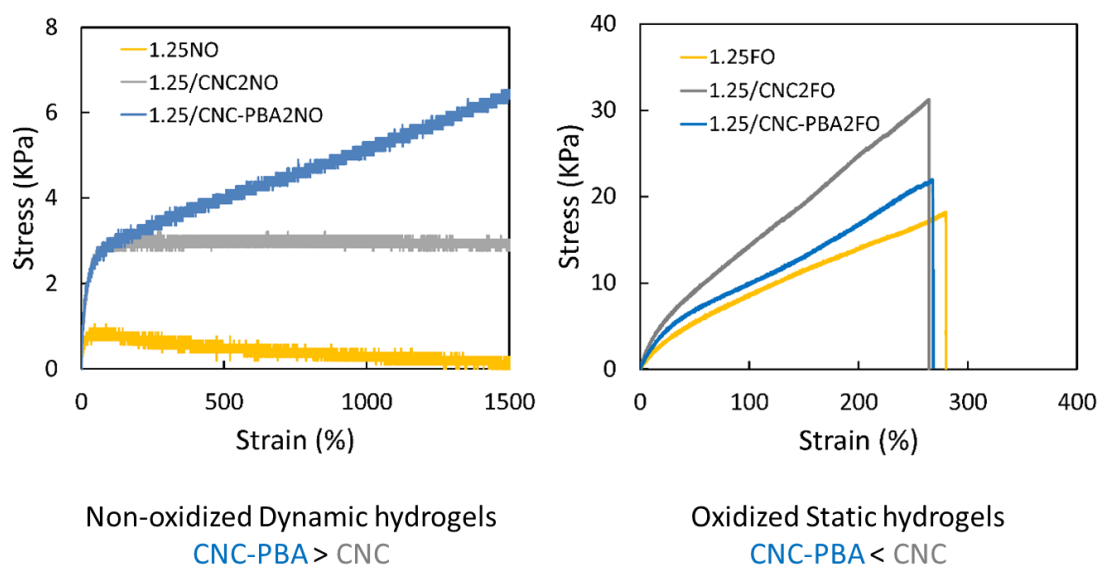 8
6
4
2
0
Stress (KPa)
1.25NO
1.25/CNC2NO
1.25/CNC-PBA2NO
0 500 1000 1500
Strain (%)
40
30
20
10
0
Stress (KPa)
1.25FO
1.25/CNC2FO
1.25/CNC-PBA2FO
0 100 200 300 400
Strain (%)
Non-oxidized Dynamic hydrogels
CNC-PBA > CNC
Oxidized Static hydrogels
CNC-PBA < CNC